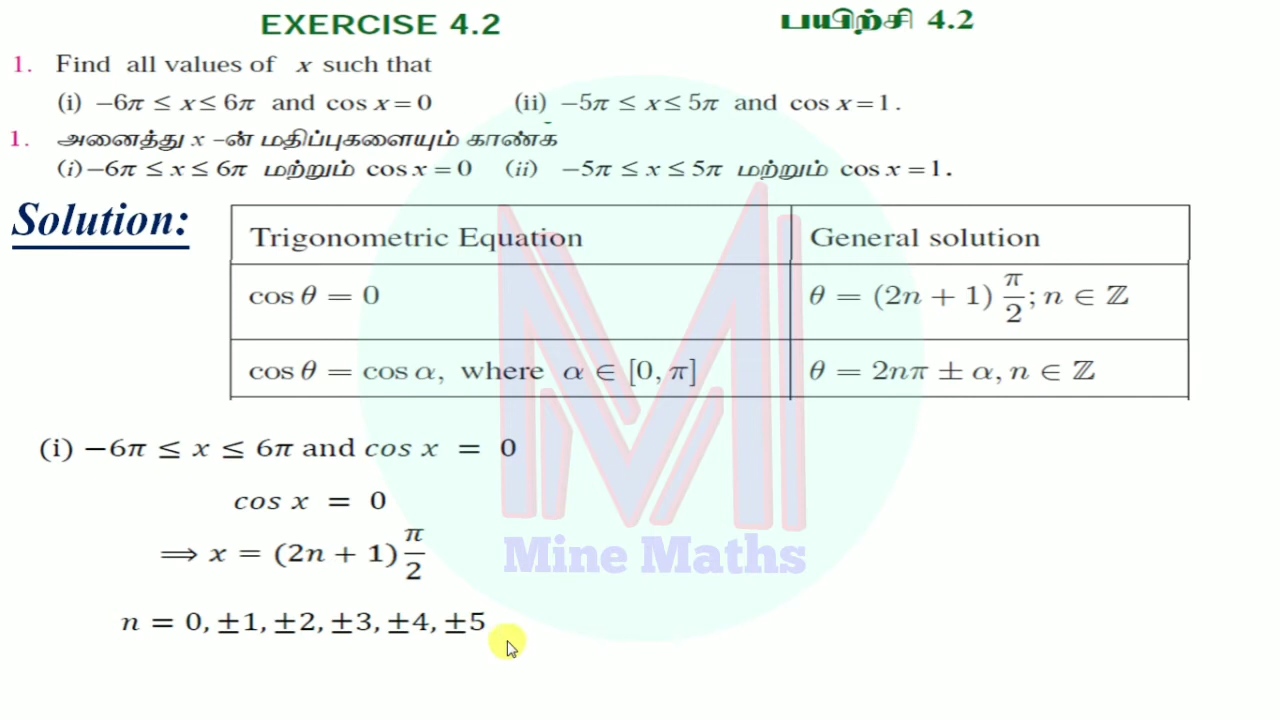 EXERCISE 4.2 பயிற்சி 4.2
1. Find all values of x such that
(i) −6π ≤ x ≤ 6π and cos x = 0 (ii) −5π ≤ x ≤ 5π and cos x = 1.
1. அனைத்து x –ன் மதிப்புகளையும் காண்க
(i) −6π ≤ x ≤ 6π மற்றும் cos x = 0 (ii) −5π ≤ x ≤ 5π மற்றும் cos x = 1.
Solution:
Trigonometric Equation General solution
cos θ = 0 θ = (2n + 1) π/2; n ∈ ℤ
cos θ = cos α, where α ∈ [0, π] θ = 2nπ ± α, n ∈ ℤ
(i) −6π ≤ x ≤ 6π and cos x = 0
cos x = 0
⟹ x = (2n + 1) π/2
Mine Maths
n = 0, ±1, ±2, ±3, ±4, ±5